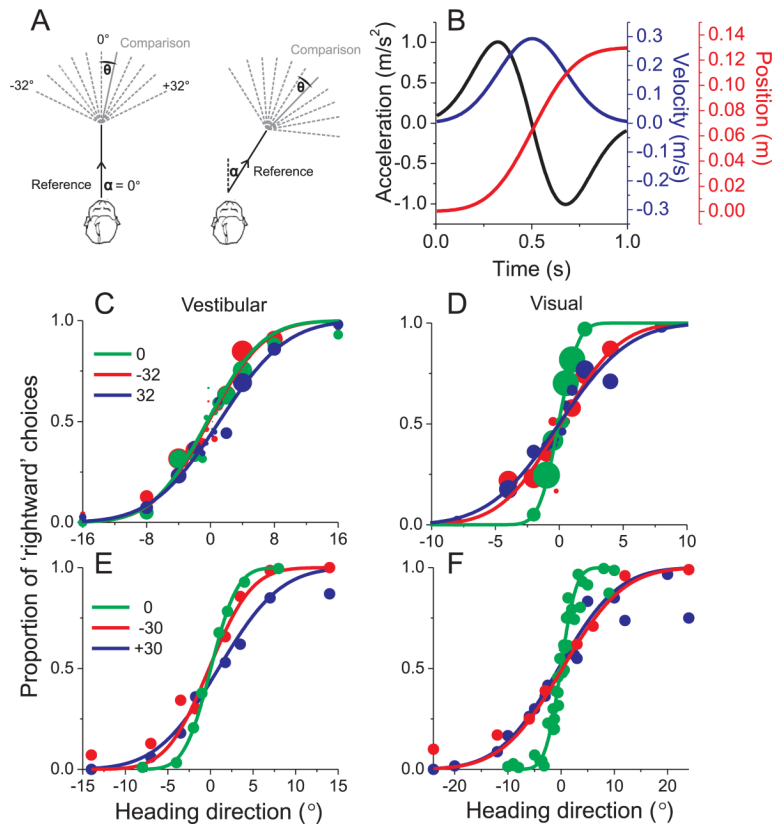 A
0°
Comparison
θ
-32°
+32°
Reference
α = 0°
Comparison
θ
α
Reference
B
Acceleration (m/s²)
1.0
0.5
0.0
-0.5
-1.0
0.0 0.5 1.0
Time (s)
0.3
0.2
0.1
0.0
-0.1
-0.2
-0.3
Velocity (m/s)
0.14
0.12
0.10
0.08
0.06
0.04
0.02
0.00
Position (m)
C Vestibular
1.0
0.5
0.0
0
-32
32
-16 -8 0 8 16
D Visual
1.0
0.5
0.0
-10 -5 0 5 10
Proportion of 'rightward' choices
E
1.0
0.5
0.0
0
-30
+30
-15 -10 -5 0 5 10 15
Heading direction (°)
F
1.0
0.5
0.0
-20 -10 0 10 20
Heading direction (°)